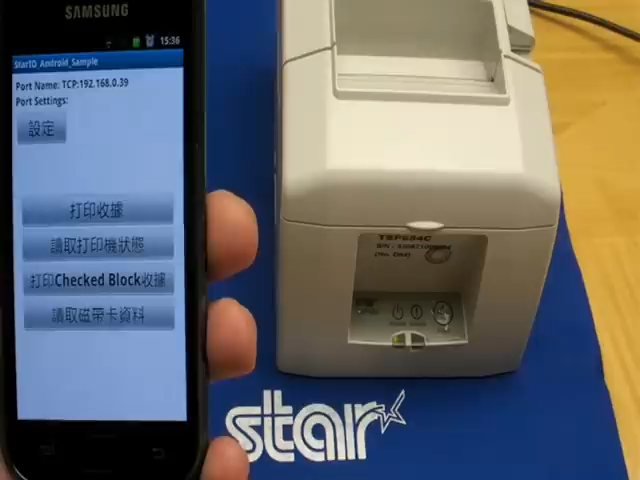 SAMSUNG
15:36
StarIO Android_Sample
Port Name: TCP:192.168.0.39
Port Settings:
設定
打印收據
讀取打印機狀態
打印Checked Block收據
讀取磁帶卡資料
TSP654C
star